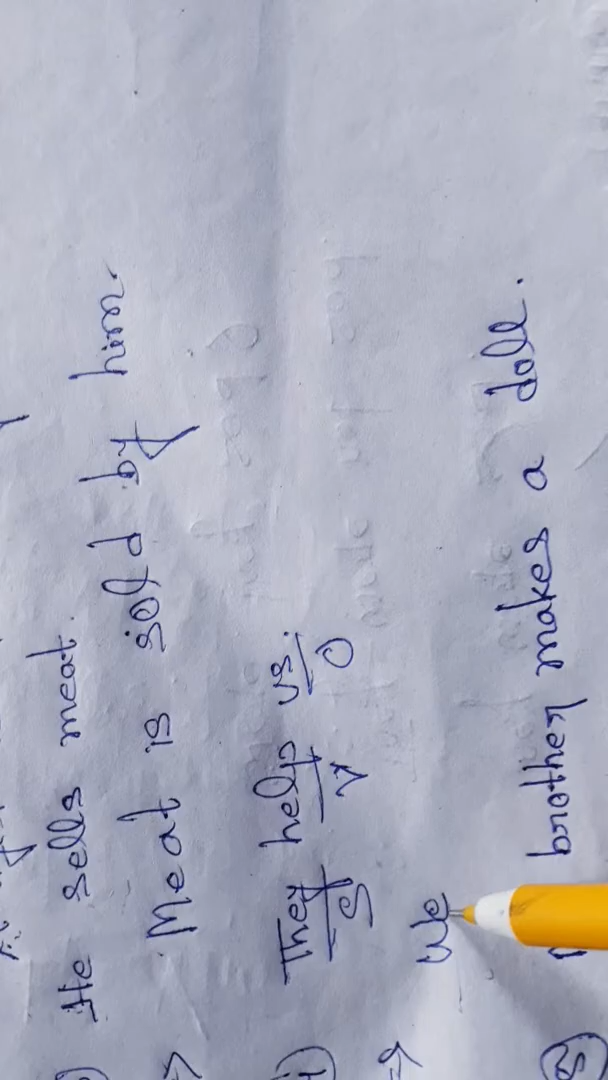 He sells meat.
→ Meat is sold by him.
They help us.
S V O
→ We
brother makes a doll.